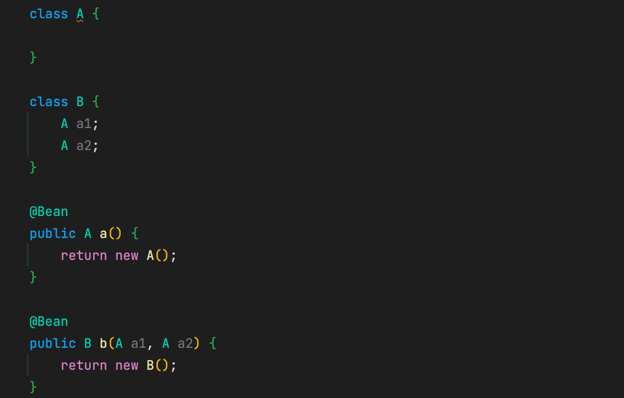 class A {
}
class B {
A a1;
A a2;
}
@Bean
public A a() {
return new A();
}
@Bean
public B b(A a1, A a2) {
return new B();
}